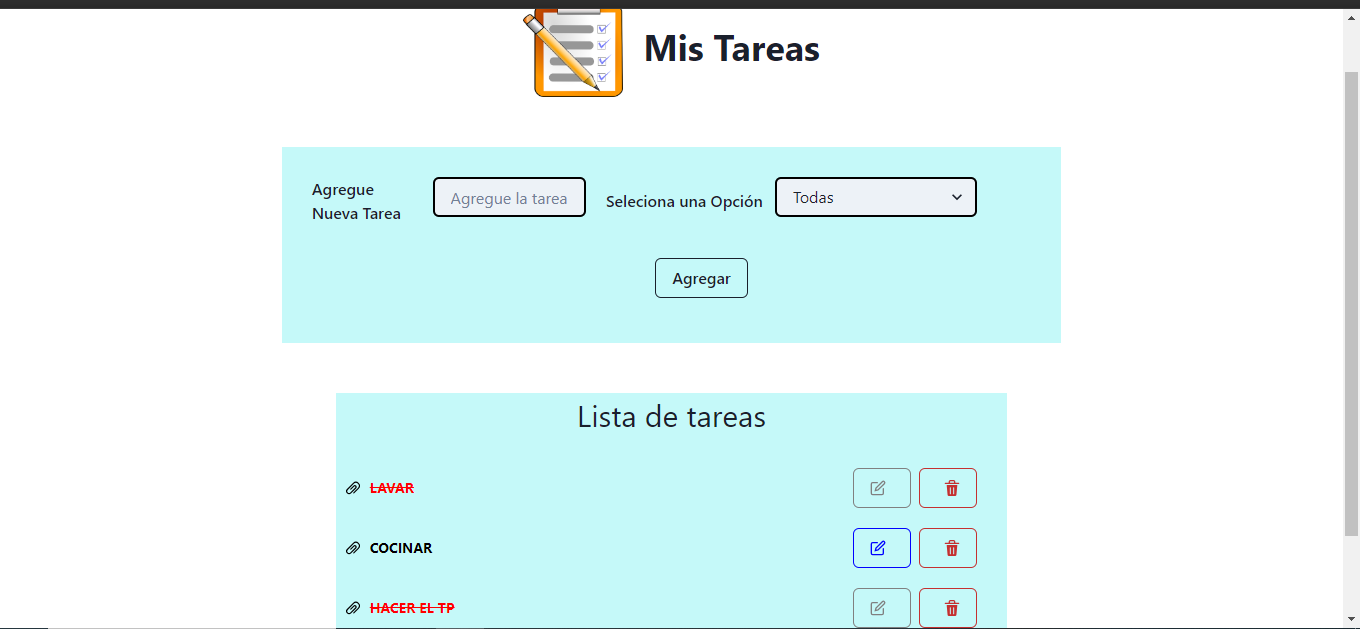 Mis Tareas
Agregue
Nueva Tarea
Agregue la tarea
Seleciona una Opción
Todas
Agregar
Lista de tareas
LAVAR
COCINAR
HACER EL TP